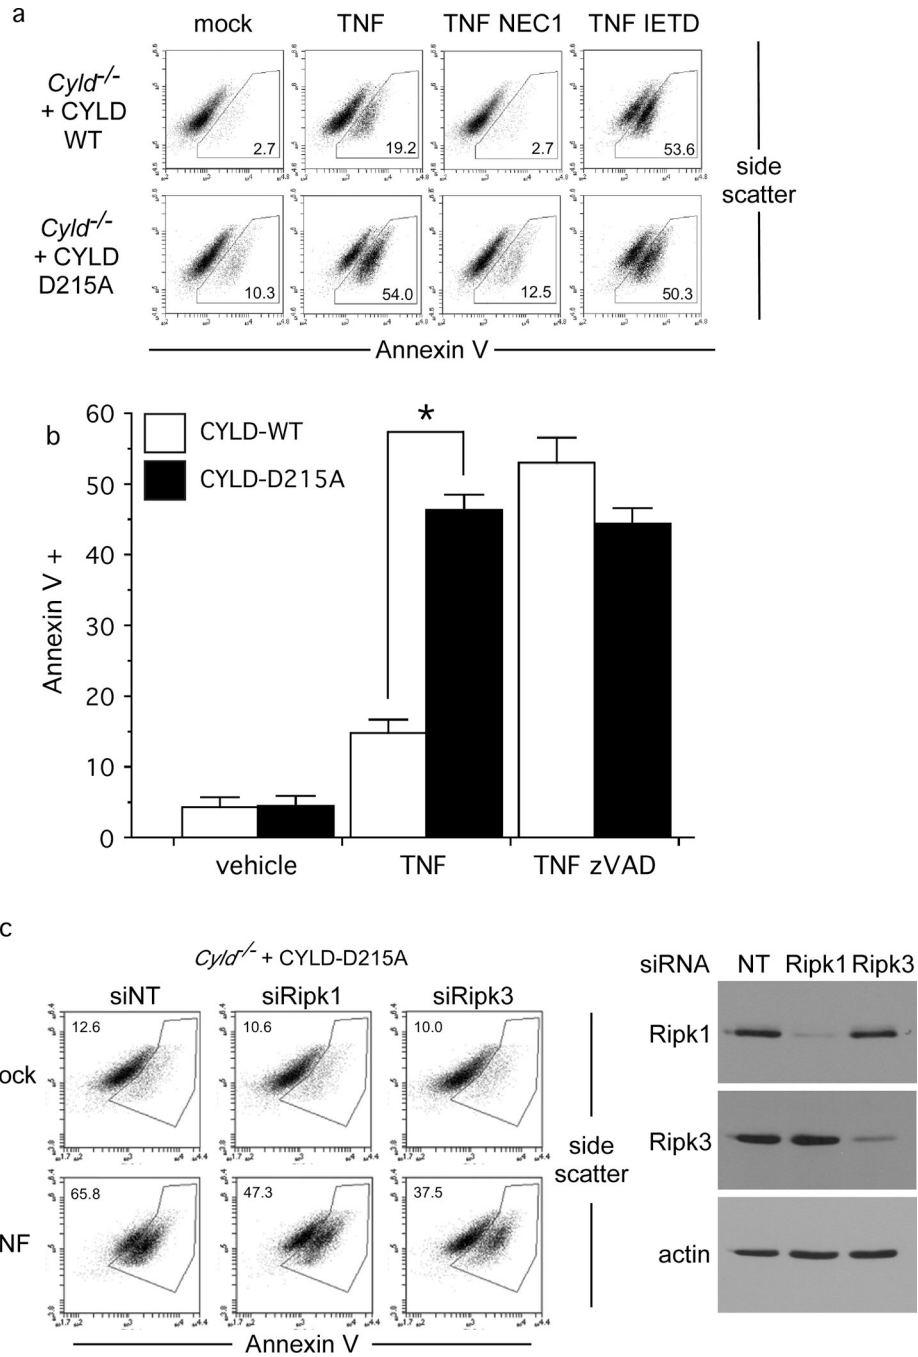 a
mock TNF TNF NEC1 TNF IETD
Cyld-/-
+ CYLD
WT
2.7 19.2 2.7 53.6
side
scatter
Cyld-/-
+ CYLD
D215A
10.3 54.0 12.5 50.3
Annexin V
b
CYLD-WT
CYLD-D215A
*
Annexin V +
60
50
40
30
20
10
0
vehicle TNF TNF zVAD
c
Cyld-/- + CYLD-D215A
siNT siRipk1 siRipk3
ock
12.6 10.6 10.0
side
scatter
NF
65.8 47.3 37.5
Annexin V
siRNA NT Ripk1 Ripk3
Ripk1
Ripk3
actin